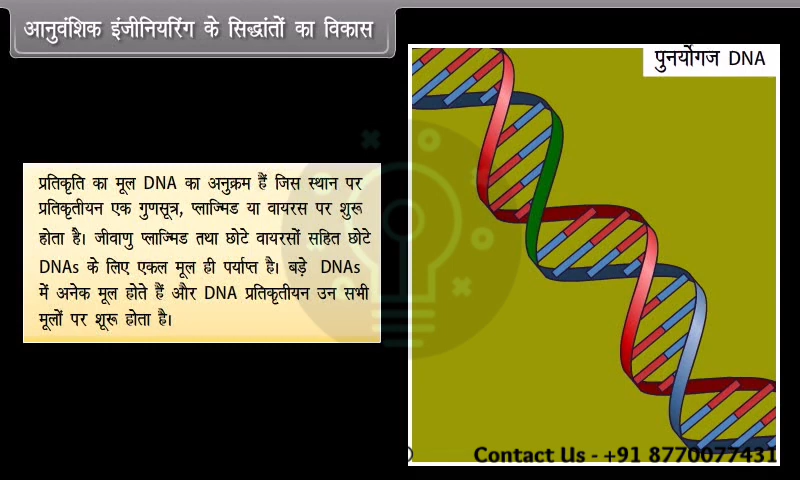 आनुवंशिक इंजीनियरिंग के सिद्धांतों का विकास
पुनर्योगज DNA
प्रतिकृति का मूल DNA का अनुक्रम हैं जिस स्थान पर
प्रतिकृतीयन एक गुणसूत्र, प्लाज्मिड या वायरस पर शुरू
होता है। जीवाणु प्लाज्मिड तथा छोटे वायरसों सहित छोटे
DNAs के लिए एकल मूल ही पर्याप्त है। बड़े DNAs
में अनेक मूल होते हैं और DNA प्रतिकृतीयन उन सभी
मूलों पर शूरू होता है।
Contact Us - +91 8770077431